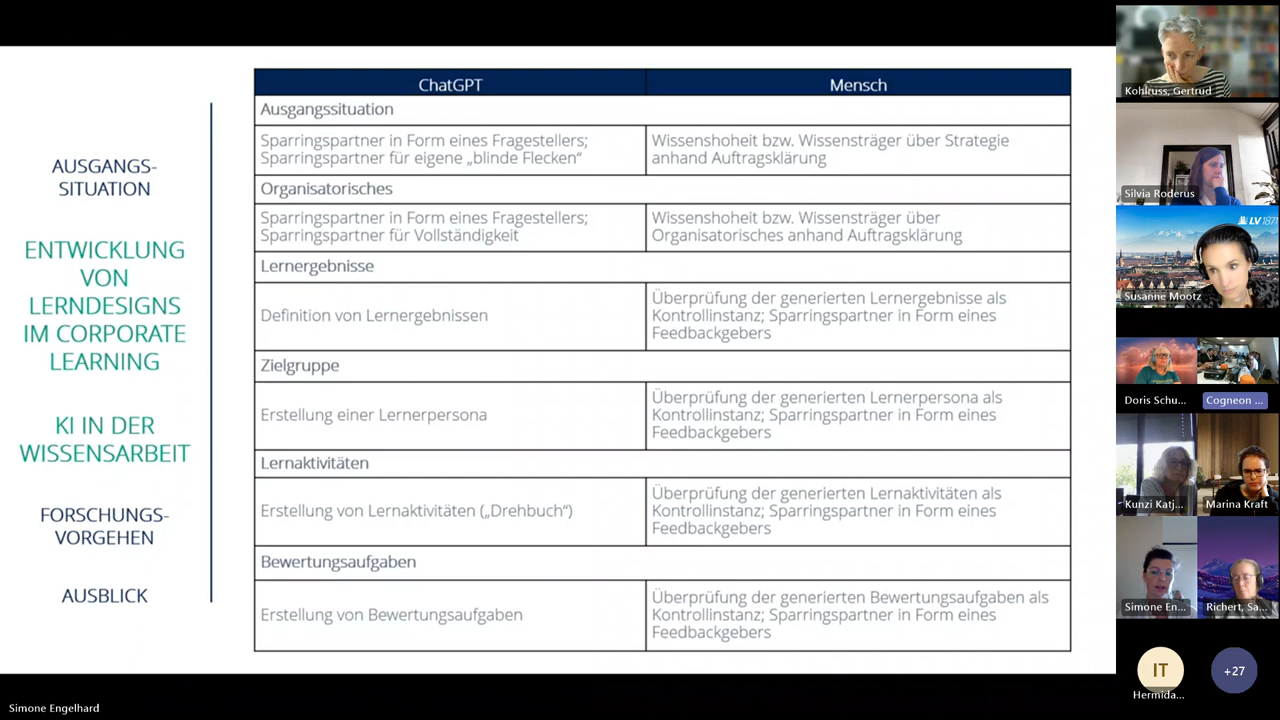 AUSGANGS-
SITUATION
ENTWICKLUNG
VON
LERNDESIGNS
IM CORPORATE
LEARNING
KI IN DER
WISSENSARBEIT
FORSCHUNGS-
VORGEHEN
AUSBLICK
ChatGPT
Mensch
Ausgangssituation
Sparringspartner in Form eines Fragestellers;
Sparringspartner für eigene „blinde Flecken“
Wissenshoheit bzw. Wissensträger über Strategie
anhand Auftragsklärung
Organisatorisches
Sparringspartner in Form eines Fragestellers;
Sparringspartner für Vollständigkeit
Wissenshoheit bzw. Wissensträger über
Organisatorisches anhand Auftragsklärung
Lernergebnisse
Definition von Lernergebnissen
Überprüfung der generierten Lernergebnisse als
Kontrollinstanz; Sparringspartner in Form eines
Feedbackgebers
Zielgruppe
Erstellung einer Lernerpersona
Überprüfung der generierten Lernerpersona als
Kontrollinstanz; Sparringspartner in Form eines
Feedbackgebers
Lernaktivitäten
Erstellung von Lernaktivitäten („Drehbuch“)
Überprüfung der generierten Lernaktivitäten als
Kontrollinstanz; Sparringspartner in Form eines
Feedbackgebers
Bewertungsaufgaben
Erstellung von Bewertungsaufgaben
Überprüfung der generierten Bewertungsaufgaben als
Kontrollinstanz; Sparringspartner in Form eines
Feedbackgebers
Simone Engelhard
Kohlruss, Gertrud
Silvia Roderus
LV 1871
Susanne Mootz
Doris Schu...
Cogneon ...
Kunzi Katj...
Marina Kraft
Simone En...
Richert, Sa...
IT
Hermida...
+27